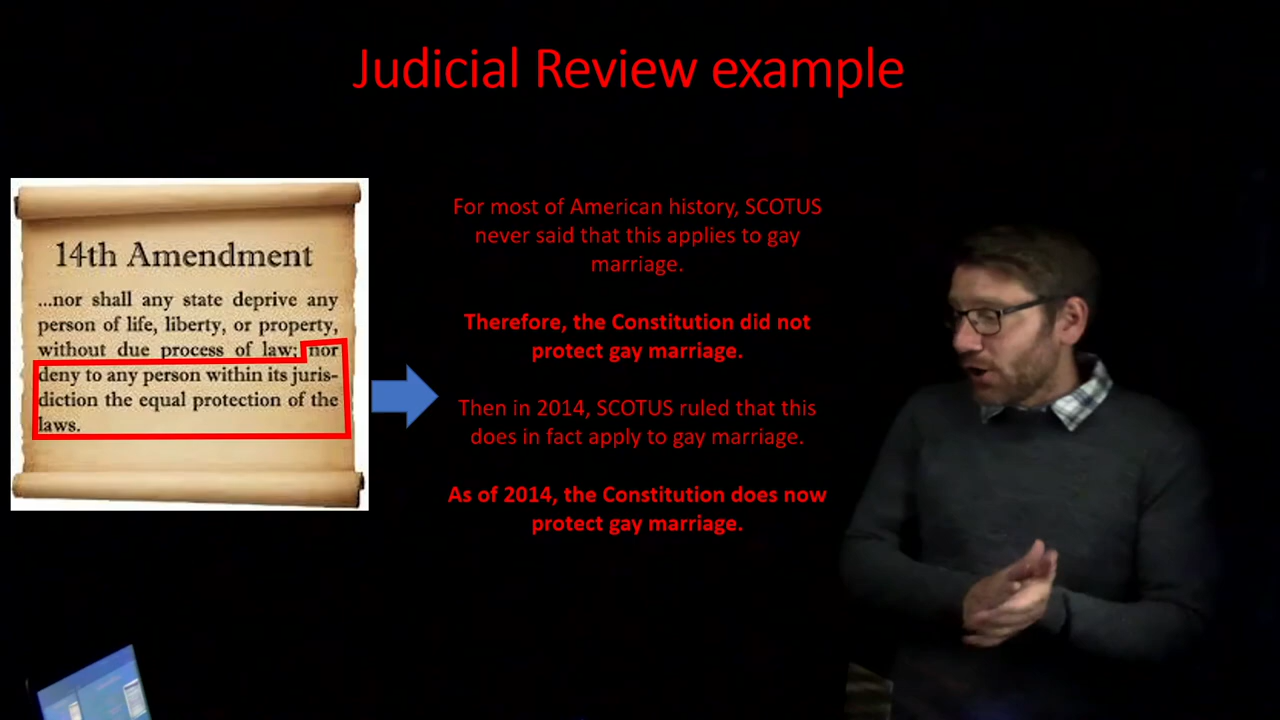 Judicial Review example
14th Amendment
...nor shall any state deprive any
person of life, liberty, or property,
without due process of law; nor
deny to any person within its juris-
diction the equal protection of the
laws.
For most of American history, SCOTUS
never said that this applies to gay
marriage.
Therefore, the Constitution did not
protect gay marriage.
Then in 2014, SCOTUS ruled that this
does in fact apply to gay marriage.
As of 2014, the Constitution does now
protect gay marriage.